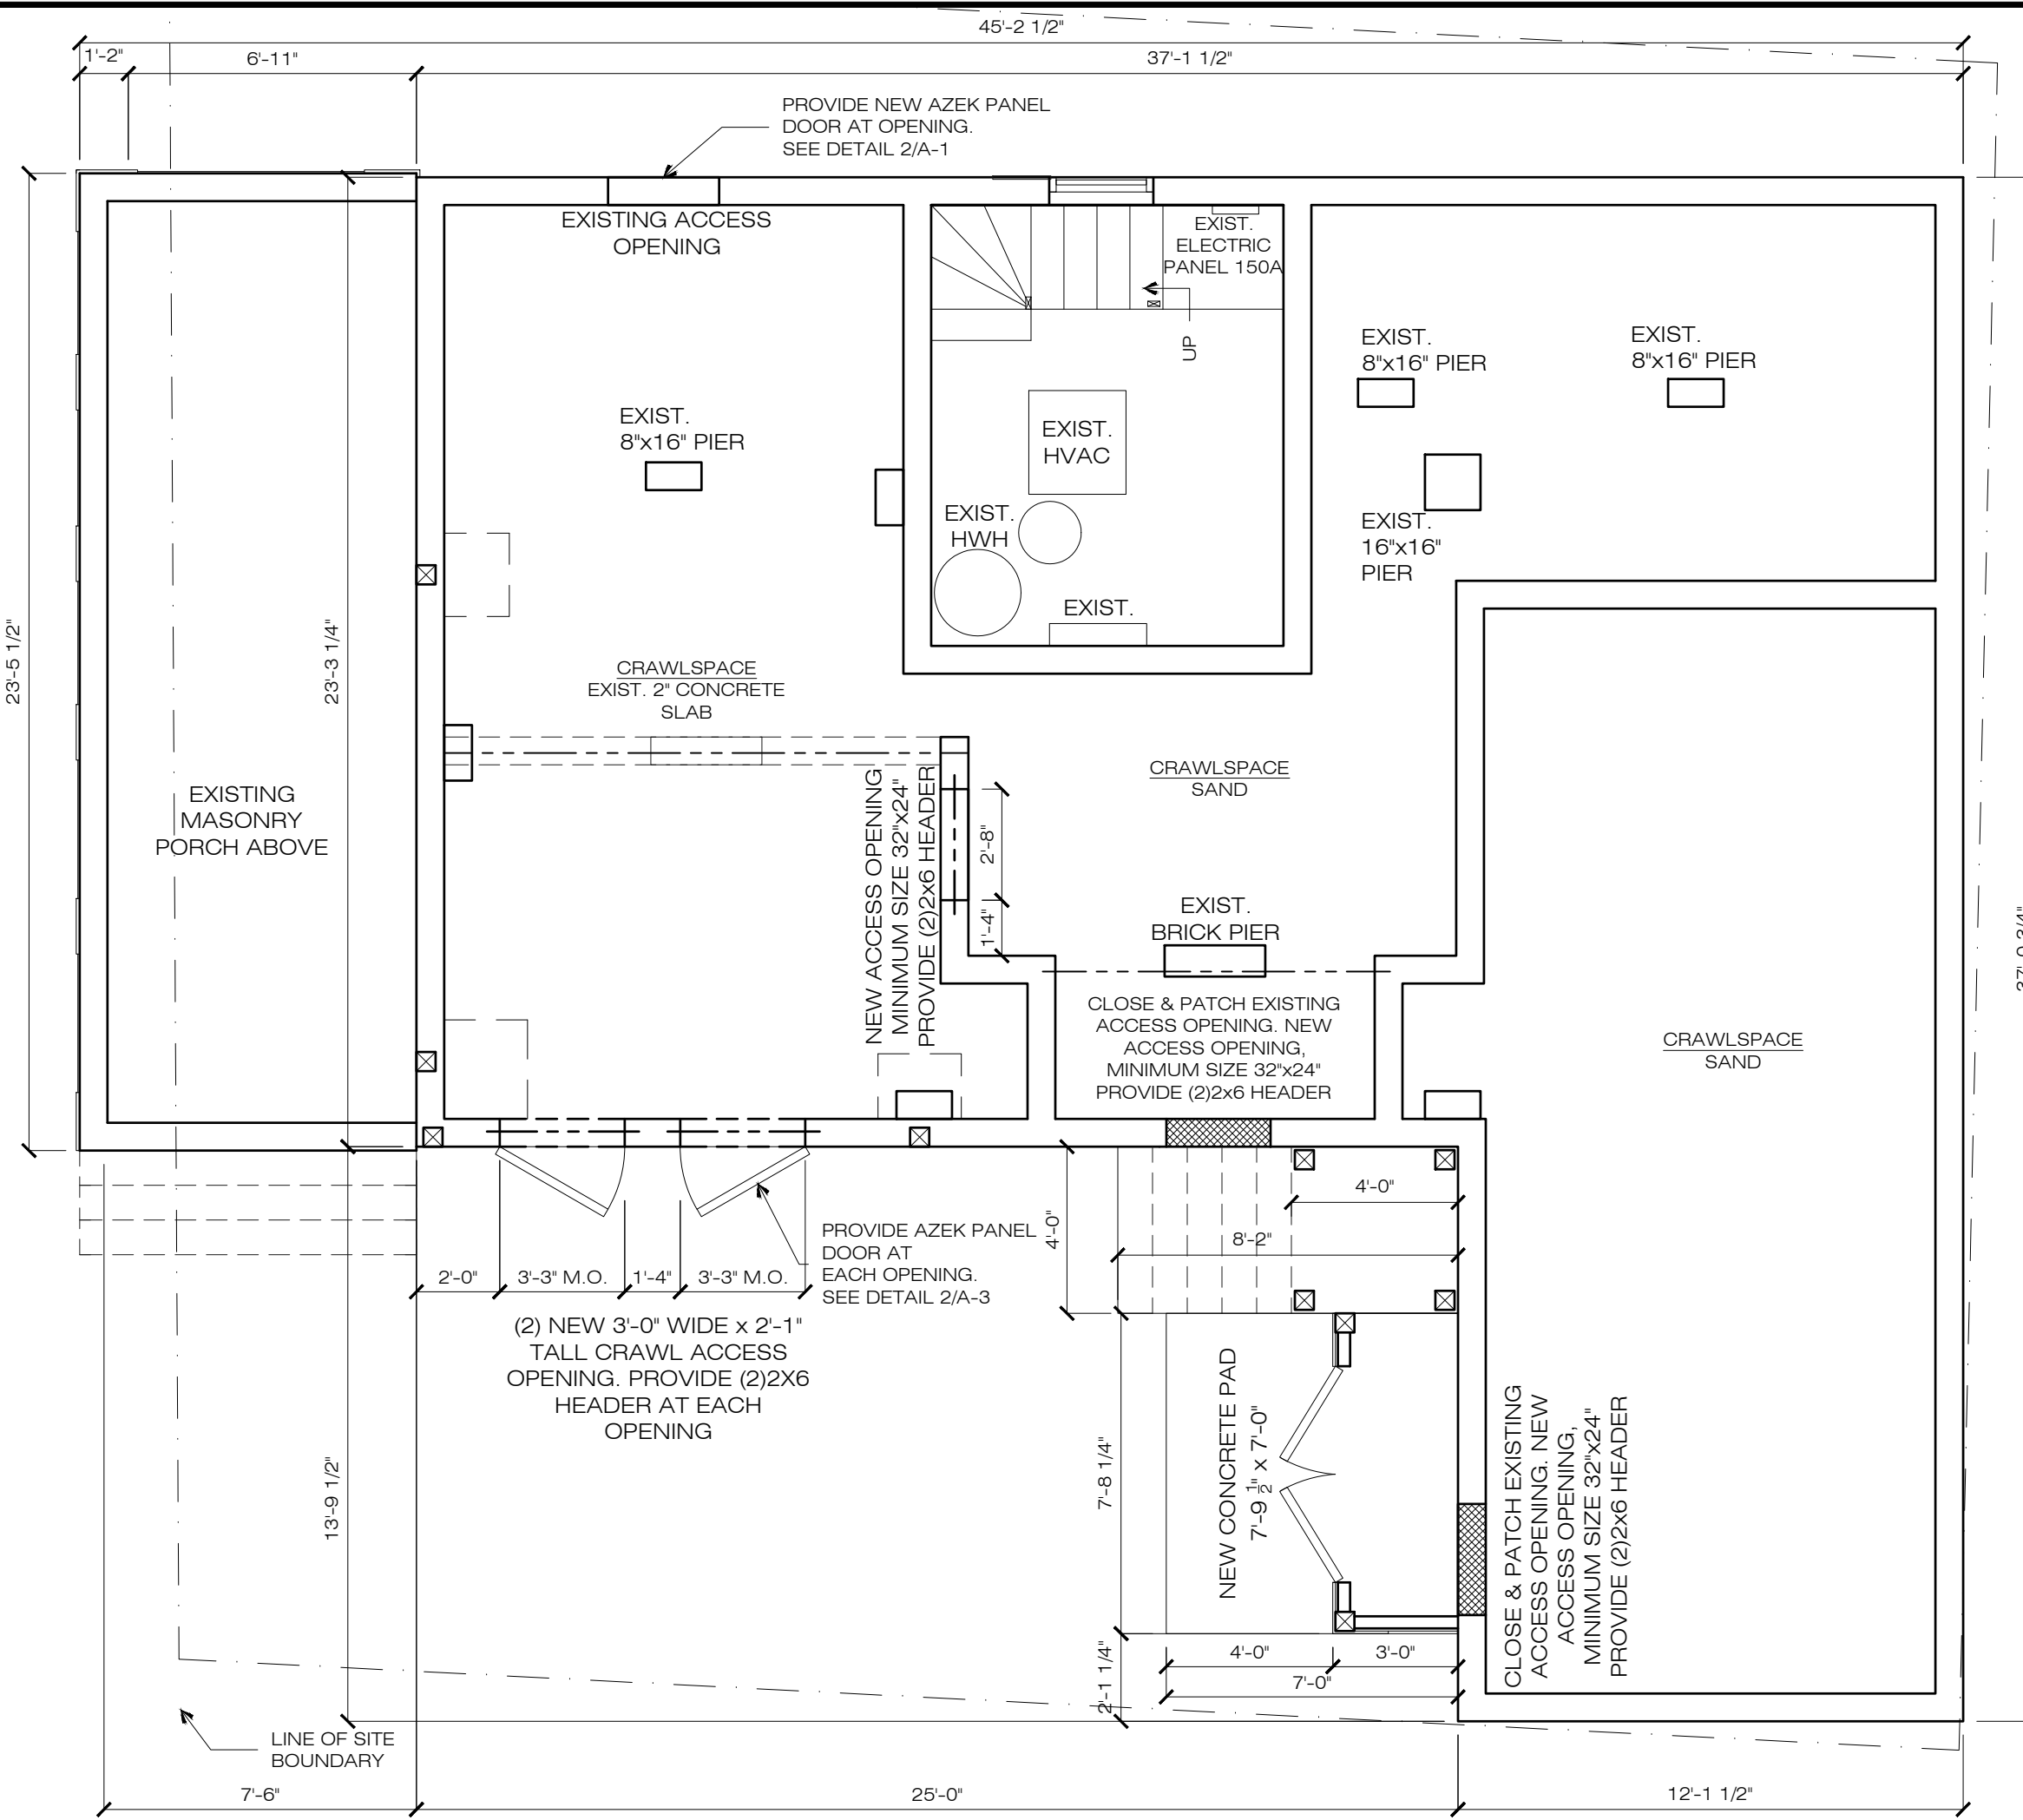 45'-2 1/2"
1'-2"
6'-11"
37'-1 1/2"
PROVIDE NEW AZEK PANEL
DOOR AT OPENING.
SEE DETAIL 2/A-1
EXISTING ACCESS
OPENING
EXIST.
ELECTRIC
PANEL 150A
UP
EXIST.
8"x16" PIER
EXIST.
8"x16" PIER
EXIST.
8"x16" PIER
EXIST.
HVAC
EXIST.
HWH
EXIST.
16"x16"
PIER
EXIST.
23'-5 1/2"
23'-3 1/4"
CRAWLSPACE
EXIST. 2" CONCRETE
SLAB
EXISTING
MASONRY
PORCH ABOVE
NEW ACCESS OPENING
MINIMUM SIZE 32"x24"
PROVIDE (2)2x6 HEADER
2'-8"
1'-4"
CRAWLSPACE
SAND
EXIST.
BRICK PIER
CLOSE & PATCH EXISTING
ACCESS OPENING. NEW
ACCESS OPENING,
MINIMUM SIZE 32"x24"
PROVIDE (2)2x6 HEADER
CRAWLSPACE
SAND
4'-0"
4'-0"
8'-2"
PROVIDE AZEK PANEL
DOOR AT
EACH OPENING.
SEE DETAIL 2/A-3
2'-0"
3'-3" M.O.
1'-4"
3'-3" M.O.
(2) NEW 3'-0" WIDE x 2'-1"
TALL CRAWL ACCESS
OPENING. PROVIDE (2)2X6
HEADER AT EACH
OPENING
13'-9 1/2"
7'-8 1/4"
NEW CONCRETE PAD
7'-9 1/2" x 7'-0"
CLOSE & PATCH EXISTING
ACCESS OPENING. NEW
ACCESS OPENING,
MINIMUM SIZE 32"x24"
PROVIDE (2)2x6 HEADER
2'-1 1/4"
4'-0"
3'-0"
7'-0"
LINE OF SITE
BOUNDARY
7'-6"
25'-0"
12'-1 1/2"